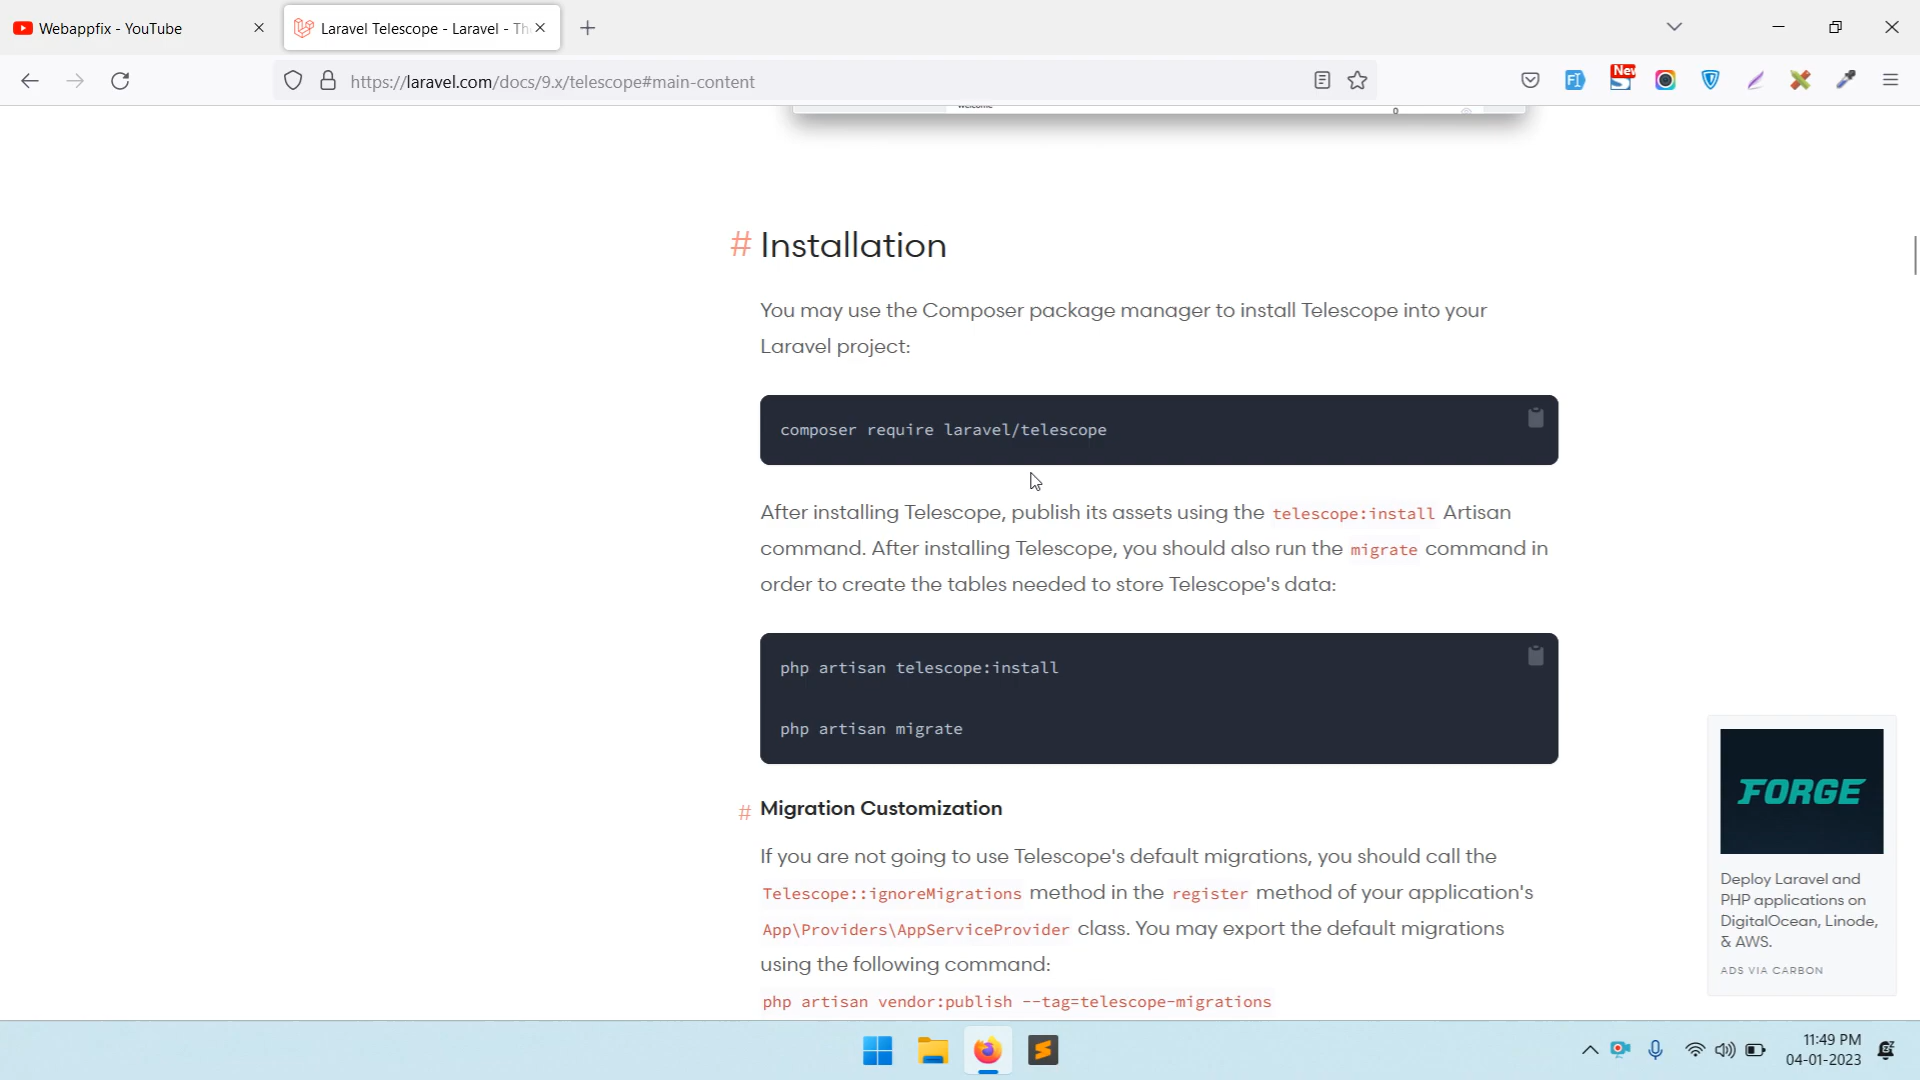 Webappfix - YouTube
Laravel Telescope - Laravel - Th
https://laravel.com/docs/9.x/telescope#main-content
New
welcome
# Installation
You may use the Composer package manager to install Telescope into your
Laravel project:
composer require laravel/telescope
After installing Telescope, publish its assets using the telescope:install Artisan
command. After installing Telescope, you should also run the migrate command in
order to create the tables needed to store Telescope's data:
php artisan telescope:install
php artisan migrate
# Migration Customization
If you are not going to use Telescope's default migrations, you should call the
Telescope::ignoreMigrations method in the register method of your application's
App\Providers\AppServiceProvider class. You may export the default migrations
using the following command:
php artisan vendor:publish --tag=telescope-migrations
FORGE
Deploy Laravel and
PHP applications on
DigitalOcean, Linode,
& AWS.
ADS VIA CARBON
11:49 PM
04-01-2023